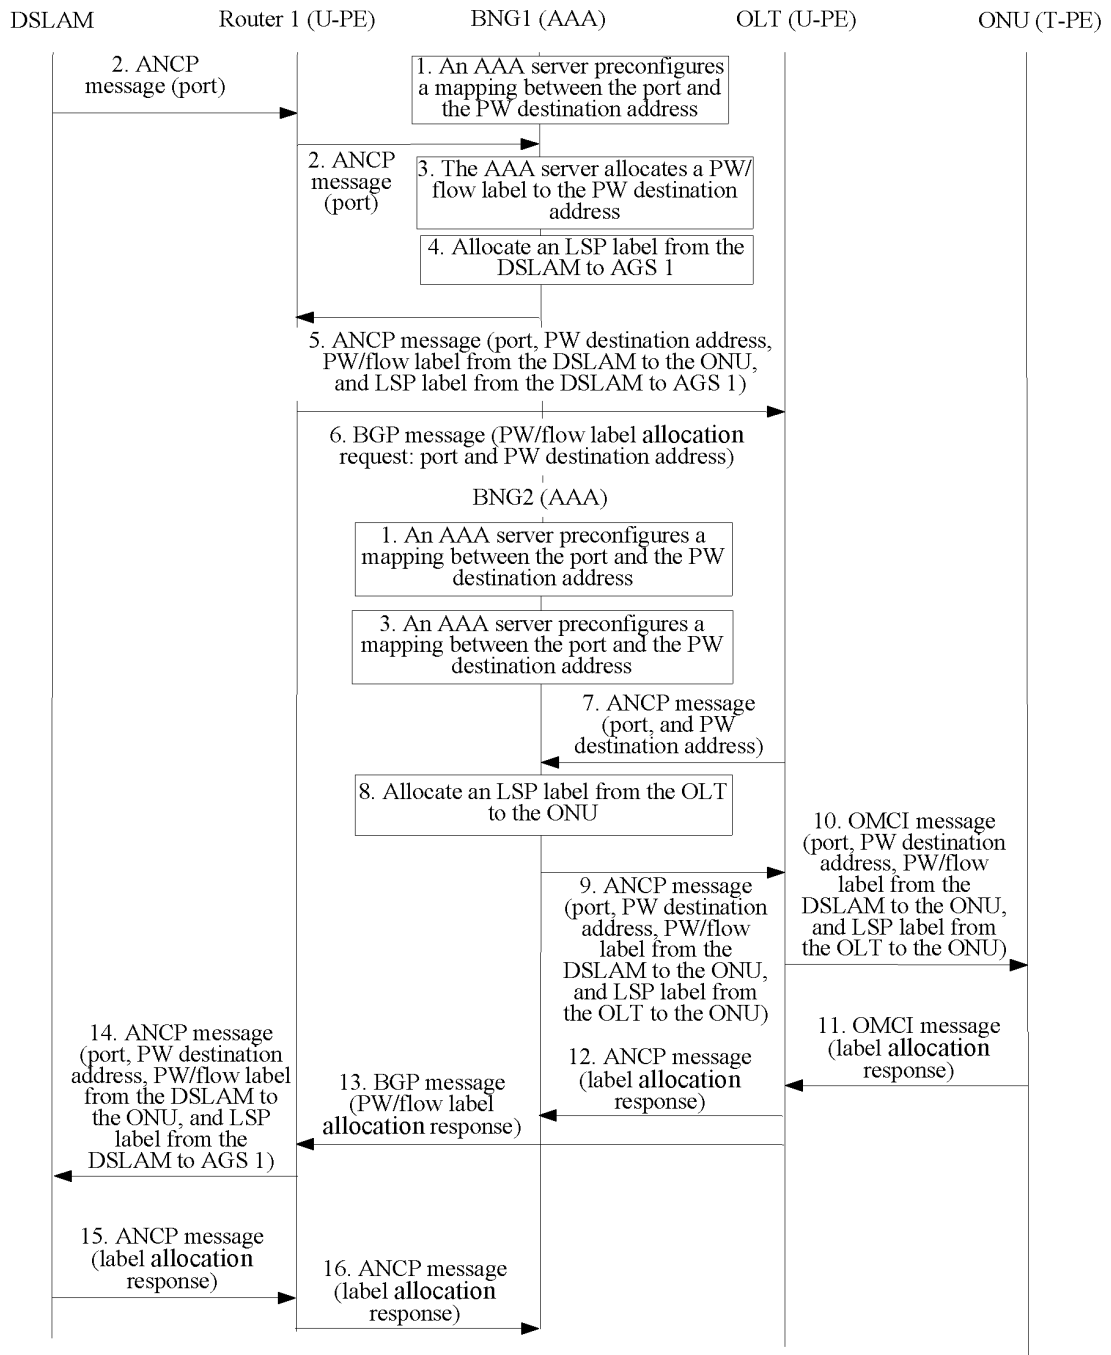 DSLAM
Router 1 (U-PE)
BNG1 (AAA)
OLT (U-PE)
ONU (T-PE)
2. ANCP
message (port)
1. An AAA server preconfigures
a mapping between the port and
the PW destination address
2. ANCP
message
(port)
3. The AAA server allocates a PW/
flow label to the PW destination
address
4. Allocate an LSP label from the
DSLAM to AGS 1
5. ANCP message (port, PW destination address,
PW/flow label from the DSLAM to the ONU,
and LSP label from the DSLAM to AGS 1)
6. BGP message (PW/flow label allocation
request: port and PW destination address)
BNG2 (AAA)
1. An AAA server preconfigures a
mapping between the port and the PW
destination address
3. An AAA server preconfigures a
mapping between the port and the PW
destination address
7. ANCP message
(port, and PW
destination address)
8. Allocate an LSP label from the OLT
to the ONU
9. ANCP message
(port, PW destination
address, PW/flow
label from the
DSLAM to the ONU,
and LSP label from
the OLT to the ONU)
10. OMCI message
(port, PW destination
address, PW/flow
label from the
DSLAM to the ONU,
and LSP label from
the OLT to the ONU)
11. OMCI message
(label allocation
response)
12. ANCP message
(label allocation
response)
13. BGP message
(PW/flow label
allocation response)
14. ANCP message
(port, PW destination
address, PW/flow label
from the DSLAM to
the ONU, and LSP
label from the
DSLAM to AGS 1)
15. ANCP message
(label allocation
response)
16. ANCP message
(label allocation
response)